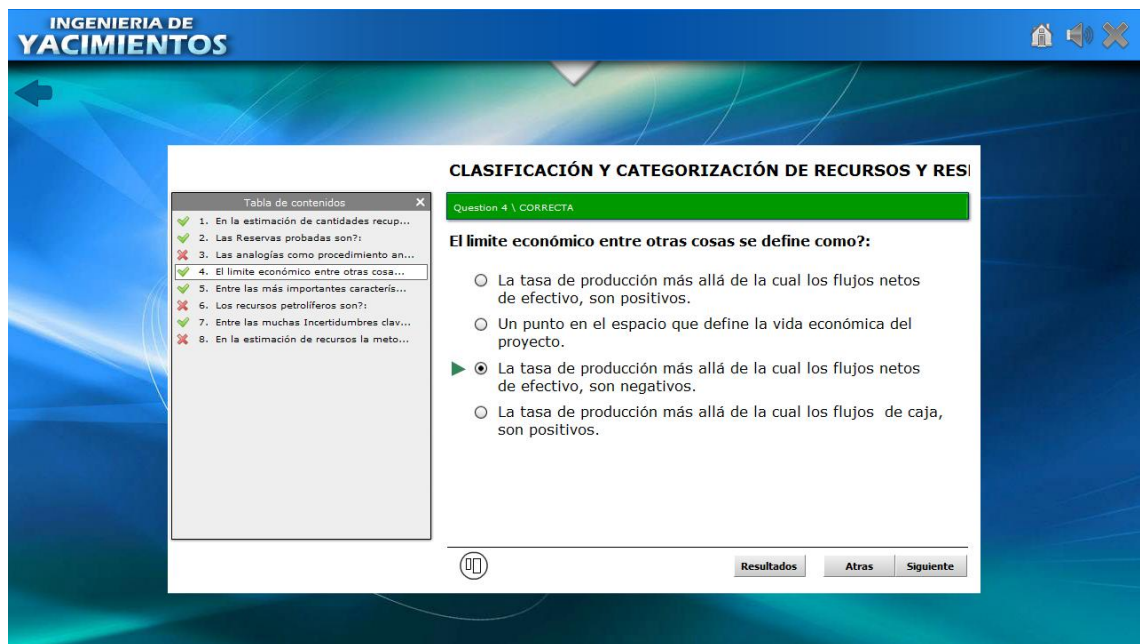 INGENIERIA DE
YACIMIENTOS
CLASIFICACIÓN Y CATEGORIZACIÓN DE RECURSOS Y RES
Tabla de contenidos X
1. En la estimación de cantidades recup...
2. Las Reservas probadas son?:
3. Las analogías como procedimiento an...
4. El limite económico entre otras cosa...
5. Entre las más importantes caracterís...
6. Los recursos petrolíferos son?:
7. Entre las muchas Incertidumbres clav...
8. En la estimación de recursos la meto...
Question 4 \ CORRECTA
El limite económico entre otras cosas se define como?:
La tasa de producción más allá de la cual los flujos netos
de efectivo, son positivos.
Un punto en el espacio que define la vida económica del
proyecto.
La tasa de producción más allá de la cual los flujos netos
de efectivo, son negativos.
La tasa de producción más allá de la cual los flujos de caja,
son positivos.
Resultados
Atras
Siguiente